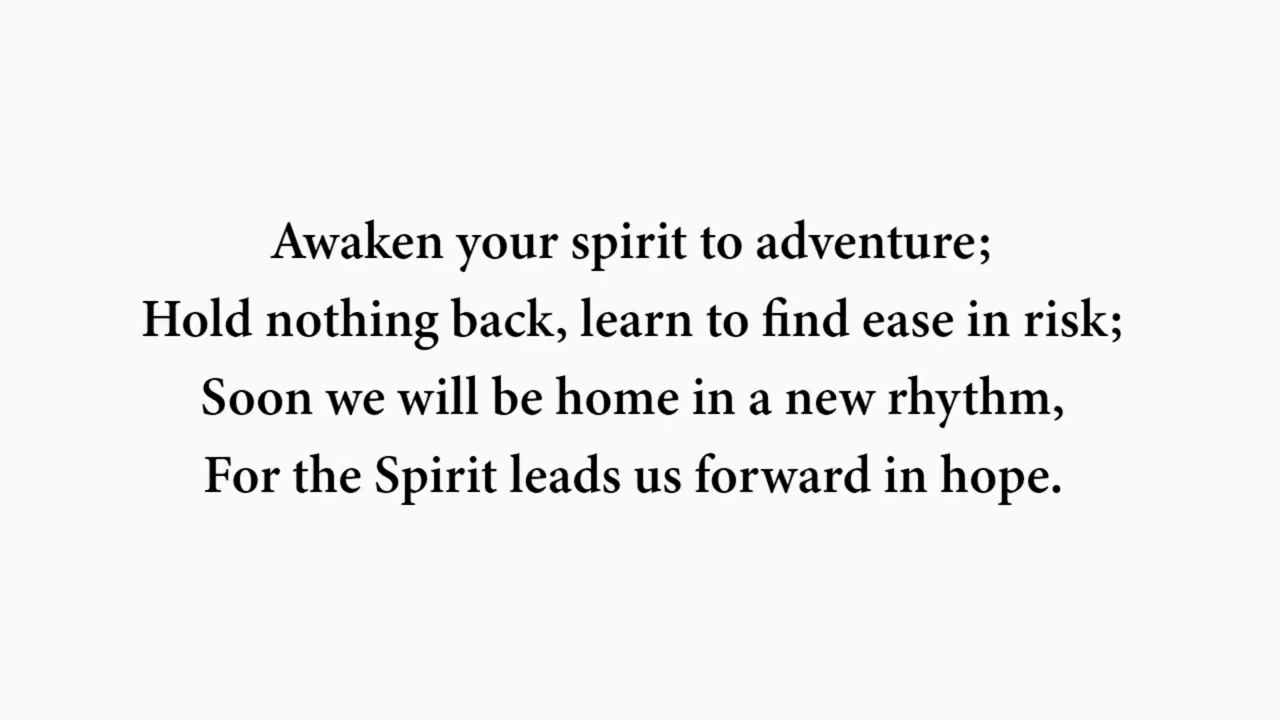 Awaken your spirit to adventure;
Hold nothing back, learn to find ease in risk;
Soon we will be home in a new rhythm,
For the Spirit leads us forward in hope.